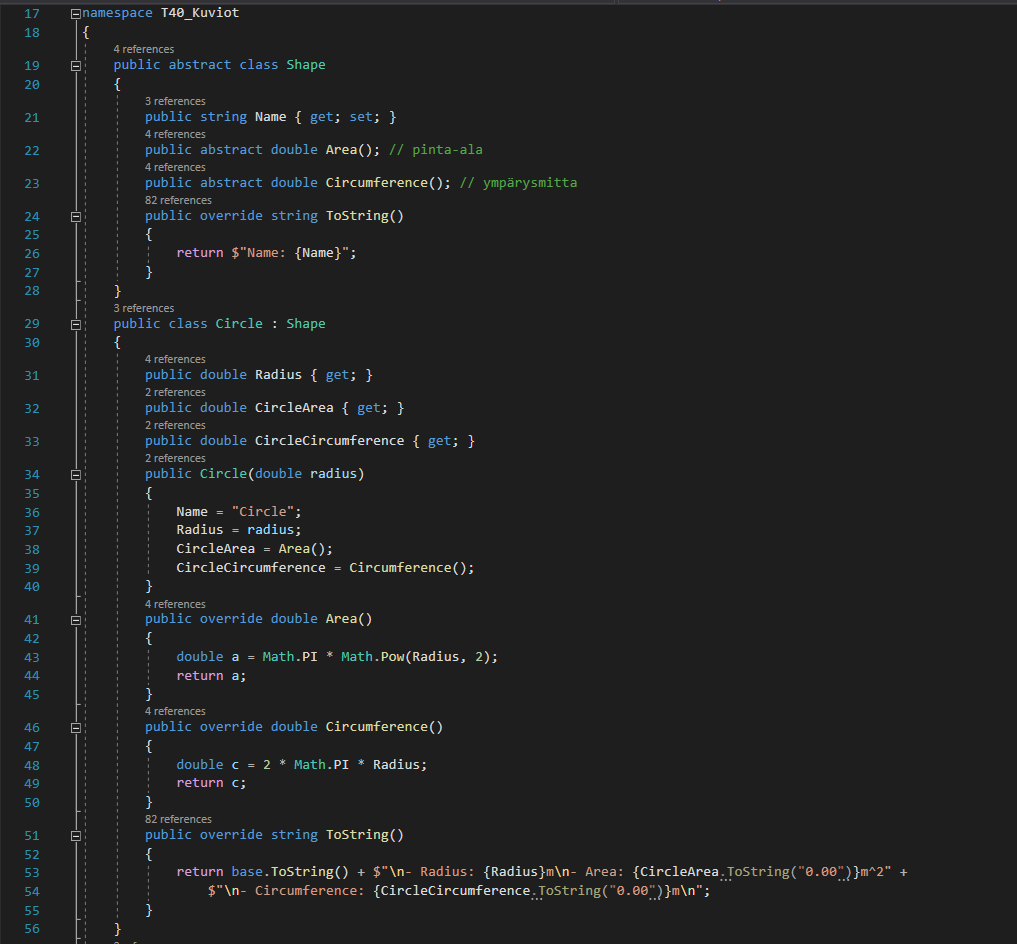 17 namespace T40_Kuviot
18 {
4 references
19 public abstract class Shape
20 {
3 references
21 public string Name { get; set; }
4 references
22 public abstract double Area(); // pinta-ala
4 references
23 public abstract double Circumference(); // ympärysmitta
82 references
24 public override string ToString()
25 {
26 return $"Name: {Name}";
27 }
28 }
3 references
29 public class Circle : Shape
30 {
4 references
31 public double Radius { get; }
2 references
32 public double CircleArea { get; }
2 references
33 public double CircleCircumference { get; }
2 references
34 public Circle(double radius)
35 {
36 Name = "Circle";
37 Radius = radius;
38 CircleArea = Area();
39 CircleCircumference = Circumference();
40 }
4 references
41 public override double Area()
42 {
43 double a = Math.PI * Math.Pow(Radius, 2);
44 return a;
45 }
4 references
46 public override double Circumference()
47 {
48 double c = 2 * Math.PI * Radius;
49 return c;
50 }
82 references
51 public override string ToString()
52 {
53 return base.ToString() + $"\n- Radius: {Radius}m\n- Area: {CircleArea.ToString("0.00")}m^2" +
54 $"\n- Circumference: {CircleCircumference.ToString("0.00")}m\n";
55 }
56 }